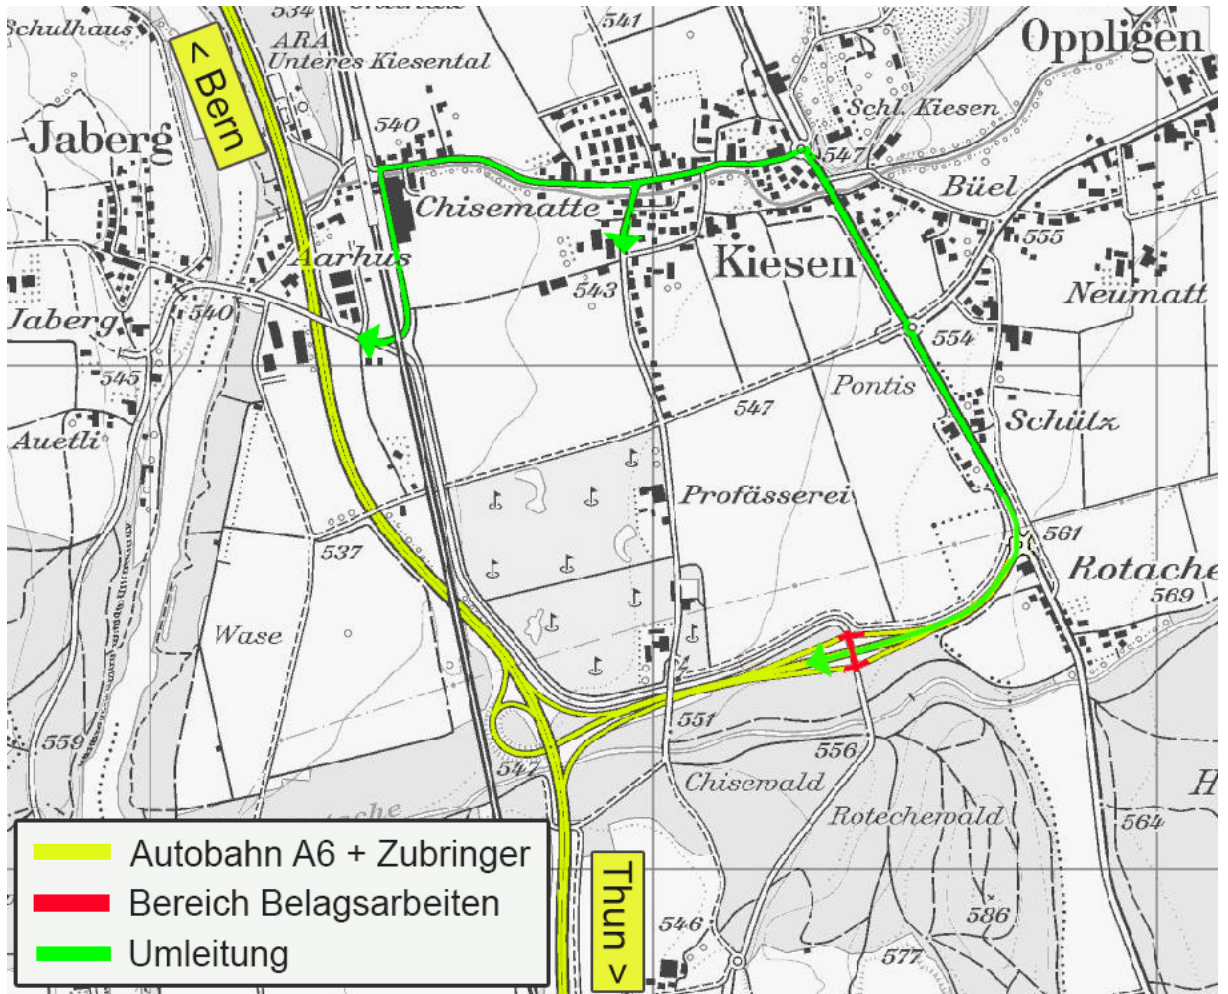 534
541
Schulhaus
ARA
Unteres Kiesental
Oppligen
< Bern
Schl. Kiesen
Jaberg
540
547
Chisematte
Büel
555
Aarhus
Kiesen
543
Neumatt
Jaberg
540
554
545
Pontis
547
Schütz
Auetli
Profässerei
561
537
Rotache
569
Wase
551
559
547
556
Chisewald
Rotechewald
H
564
Autobahn A6 + Zubringer
Bereich Belagsarbeiten
Umleitung
Thun >
546
586
577